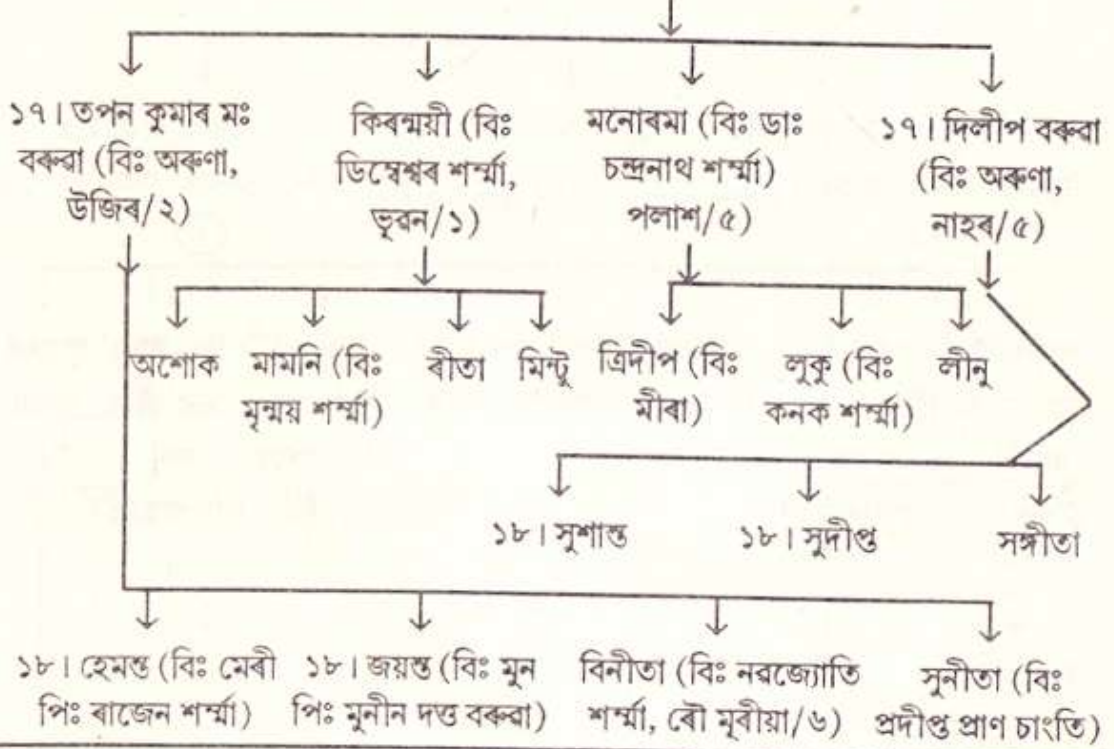 ১৭। তপন কুমাৰ মঃ
বৰুৱা (বিঃ অৰুণা,
উজিৰ/২)
কিৰন্ময়ী (বিঃ
ডিম্বেশ্বৰ শৰ্ম্মা,
ভূৱন/১)
মনোৰমা (বিঃ ডাঃ
চন্দ্ৰনাথ শৰ্ম্মা)
পলাশ/৫)
১৭। দিলীপ বৰুৱা
(বিঃ অৰুণা,
নাহৰ/৫)
অশোক
মামনি (বিঃ
মৃন্ময় শৰ্ম্মা)
ৰীতা
মিন্টু
ত্ৰিদীপ (বিঃ
মীৰা)
লুকু (বিঃ
কনক শৰ্ম্মা)
লীনু
১৮। সুশান্ত
১৮। সুদীপ্ত
সঙ্গীতা
১৮। হেমন্ত (বিঃ মেৰী
পিঃ ৰাজেন শৰ্ম্মা)
১৮। জয়ন্ত (বিঃ মুন
পিঃ মুনীন দত্ত বৰুৱা)
বিনীতা (বিঃ নৱজ্যোতি
শৰ্ম্মা, ৰৌ মূৰীয়া/৬)
সুনীতা (বিঃ
প্ৰদীপ্ত প্ৰাণ চাংতি)